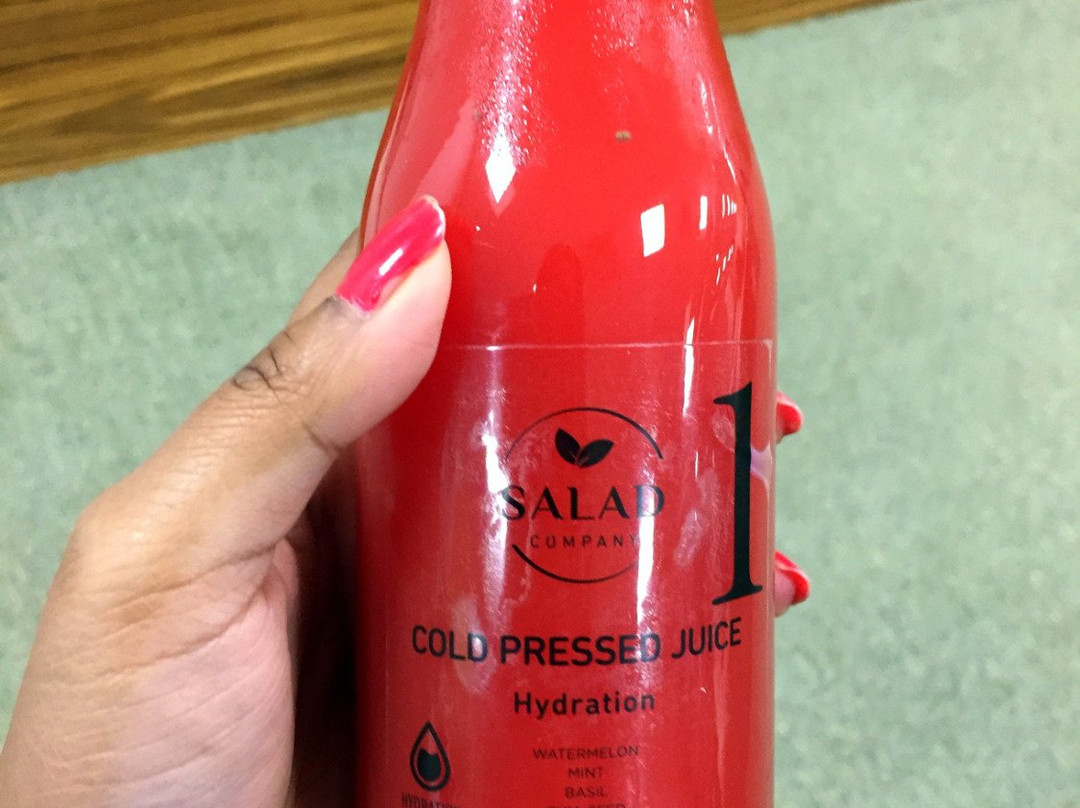 1
SALAD
COMPANY
COLD PRESSED JUICE
Hydration
WATERMELON
MINT
BASIL